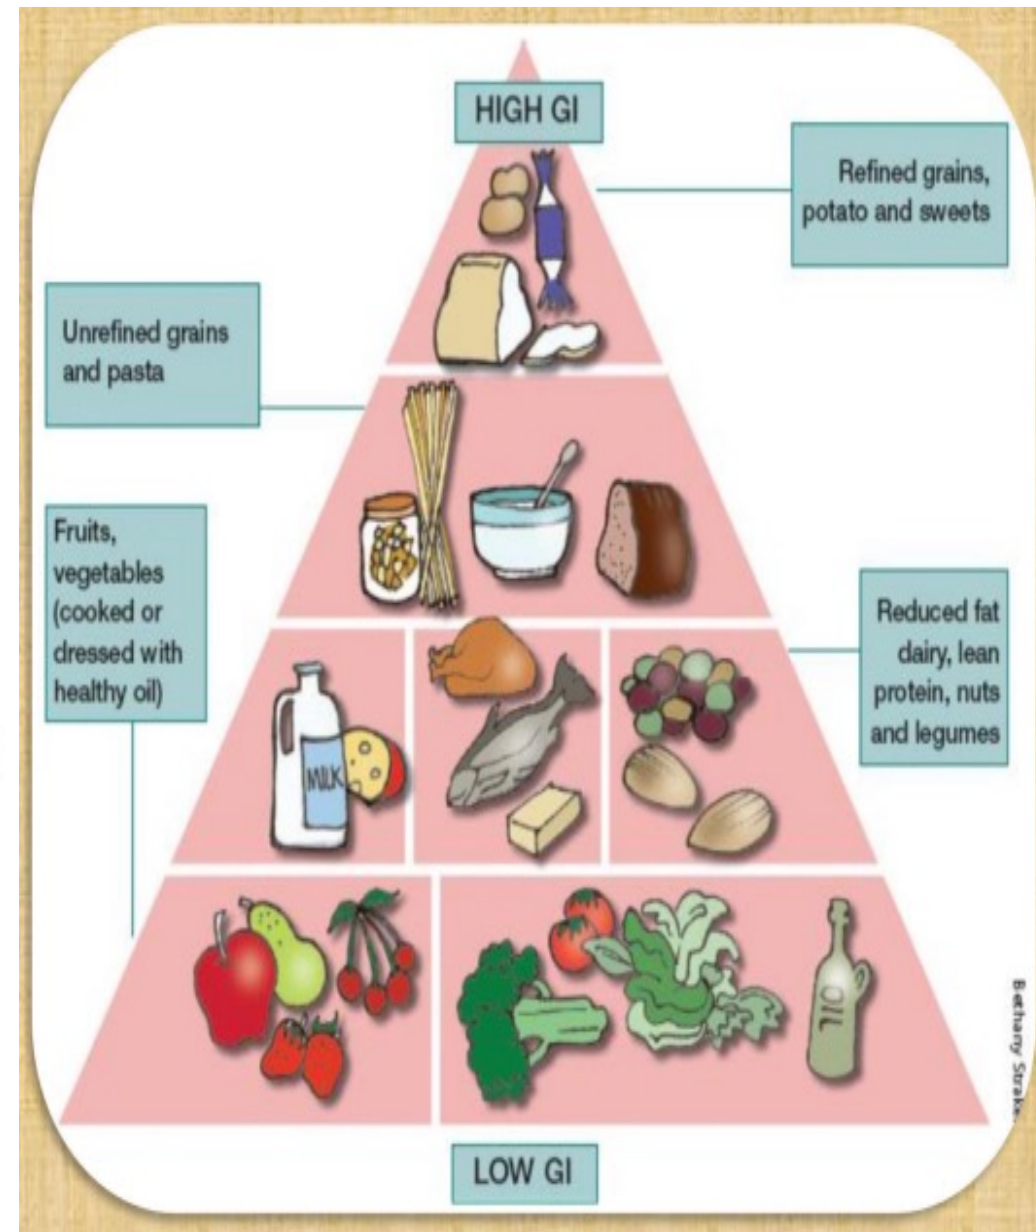 HIGH GI
Refined grains,
potato and sweets
Unrefined grains
and pasta
Fruits,
vegetables
(cooked or
dressed with
healthy oil)
Reduced fat
dairy, lean
protein, nuts
and legumes
MILK
OIL
LOW GI
Bethany Strake